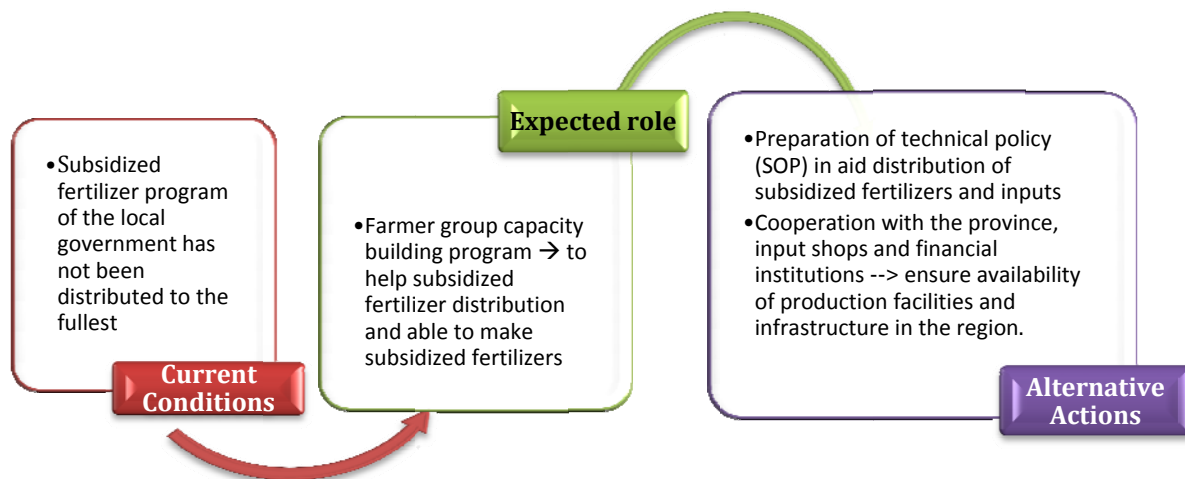 •Subsidized
fertilizer program
of the local
government has
not been
distributed to the
fullest
Current
Conditions
Expected role
•Farmer group capacity
building program → to
help subsidized
fertilizer distribution
and able to make
subsidized fertilizers
•Preparation of technical policy
(SOP) in aid distribution of
subsidized fertilizers and inputs
•Cooperation with the province,
input shops and financial
institutions --> ensure availability
of production facilities and
infrastructure in the region.
Alternative
Actions